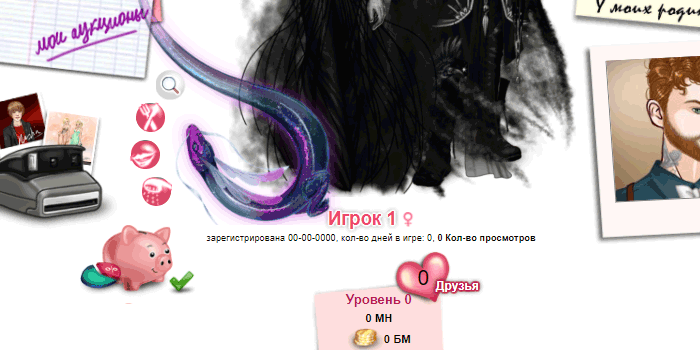 мои аукционы
У моих роди
Игрок 1 ♀
зарегистрирована 00-00-0000, кол-во дней в игре: 0, 0 Кол-во просмотров
0
Друзья
Уровень 0
0 МН
0 БМ